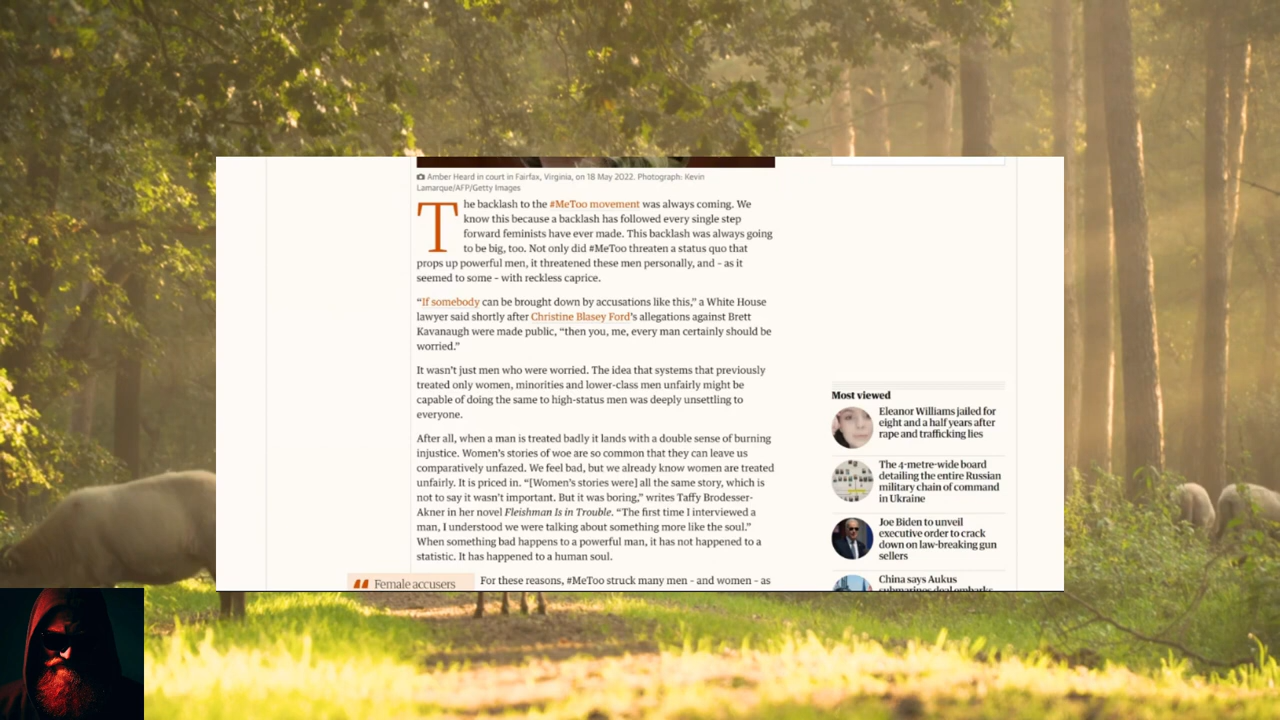 Amber Heard in court in Fairfax, Virginia, on 18 May 2022. Photograph: Kevin
Lamarque/AFP/Getty Images
The backlash to the #MeToo movement was always coming. We
know this because a backlash has followed every single step
forward feminists have ever made. This backlash was always going
to be big, too. Not only did #MeToo threaten a status quo that
props up powerful men, it threatened these men personally, and – as it
seemed to some – with reckless caprice.
“If somebody can be brought down by accusations like this,” a White House
lawyer said shortly after Christine Blasey Ford’s allegations against Brett
Kavanaugh were made public, “then you, me, every man certainly should be
worried.”
It wasn’t just men who were worried. The idea that systems that previously
treated only women, minorities and lower-class men unfairly might be
capable of doing the same to high-status men was deeply unsettling to
everyone.
After all, when a man is treated badly it lands with a double sense of burning
injustice. Women’s stories of woe are so common that they can leave us
comparatively unfazed. We feel bad, but we already know women are treated
unfairly. It is priced in. “[Women’s stories were] all the same story, which is
not to say it wasn’t important. But it was boring,” writes Taffy Brodesser-
Akner in her novel Fleishman Is in Trouble. “The first time I interviewed a
man, I understood we were talking about something more like the soul.”
When something bad happens to a powerful man, it has not happened to a
statistic. It has happened to a human soul.
“ Female accusers
For these reasons, #MeToo struck many men – and women – as
Most viewed
Eleanor Williams jailed for
eight and a half years after
rape and trafficking lies
The 4-metre-wide board
detailing the entire Russian
military chain of command
in Ukraine
Joe Biden to unveil
executive order to crack
down on law-breaking gun
sellers
China says Aukus
submarines deal embarks